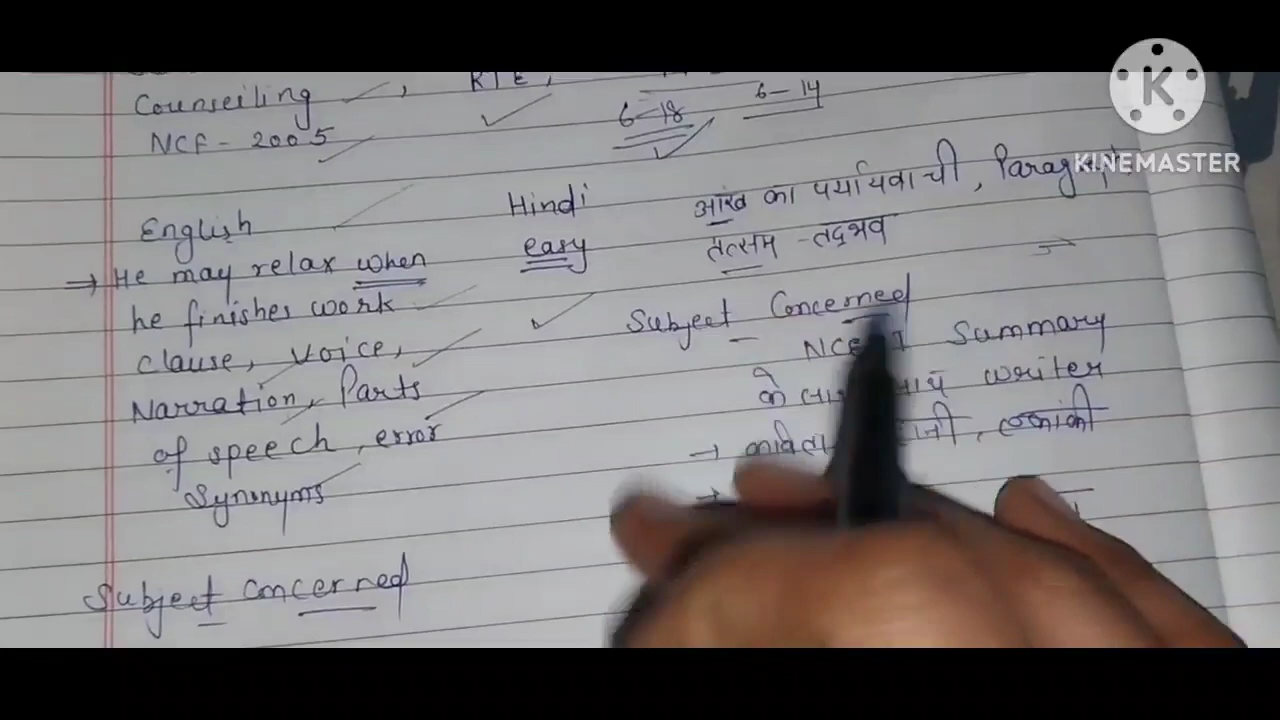 Counseiling , RTE,
NCF - 2005
6-18
6-14
KINEMASTER
English
→ He may relax when
he finishes work
clause, voice,
Narration, Parts
of speech, error
Synonyms
Subject Concerned
Hindi
easy
आंख का पर्यायवाची,
तत्सम - तद्भव
Subject Concerned
Summary
के writer
→
→